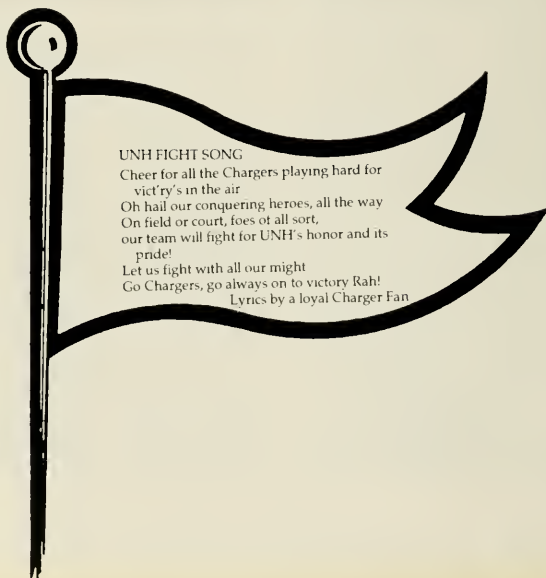 UNH FIGHT SONG
Cheer for all the Chargers playing hard for
vict'ry's in the air
Oh hail our conquering heroes, all the way
On field or court, foes of all sort,
our team will fight for UNH's honor and its
pride!
Let us fight with all our might
Go Chargers, go always on to victory Rah!
Lyrics by a loyal Charger Fan